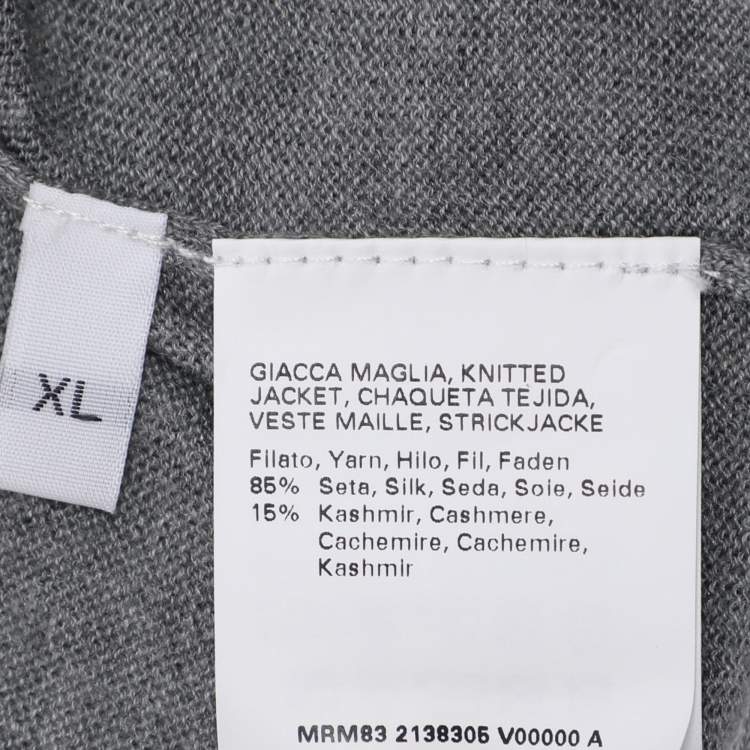 XL
GIACCA MAGLIA, KNITTED
JACKET, CHAQUETA TEJIDA,
VESTE MAILLE, STRICKJACKE
Filato, Yarn, Hilo, Fil, Faden
85% Seta, Silk, Seda, Soie, Seide
15% Kashmir, Cashmere,
Cachemire, Cachemire,
Kashmir
MRM83 2138305 V00000 A